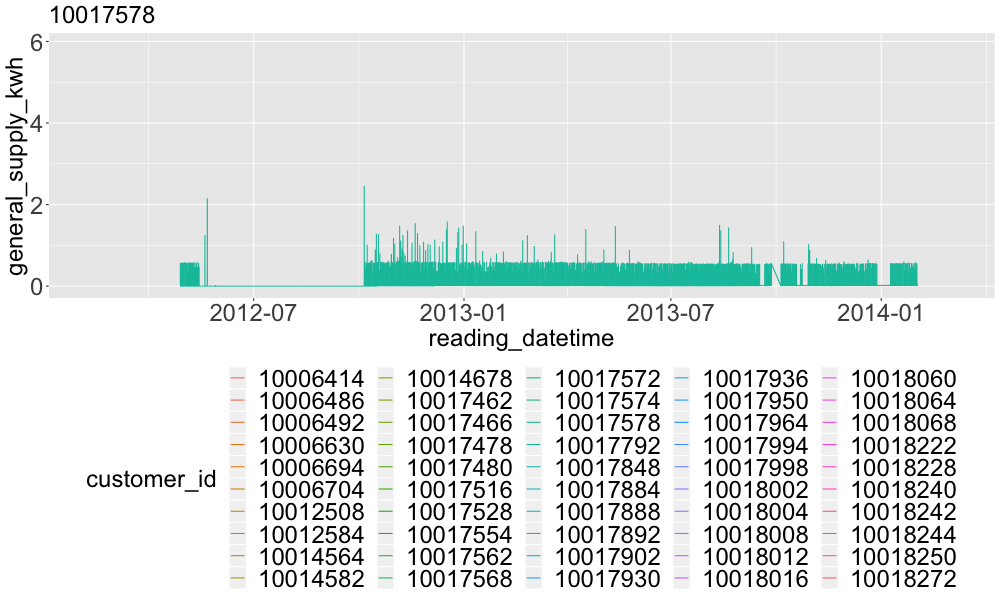 10017578
general_supply_kwh
6
4
2
0
2012-07 2013-01 2013-07 2014-01
reading_datetime
customer_id
10006414 10014678 10017572 10017936 10018060
10006486 10017462 10017574 10017950 10018064
10006492 10017466 10017578 10017964 10018068
10006630 10017478 10017792 10017994 10018222
10006694 10017480 10017848 10017998 10018228
10006704 10017516 10017884 10018002 10018240
10012508 10017528 10017888 10018004 10018242
10012584 10017554 10017892 10018008 10018244
10014564 10017562 10017902 10018012 10018250
10014582 10017568 10017930 10018016 10018272